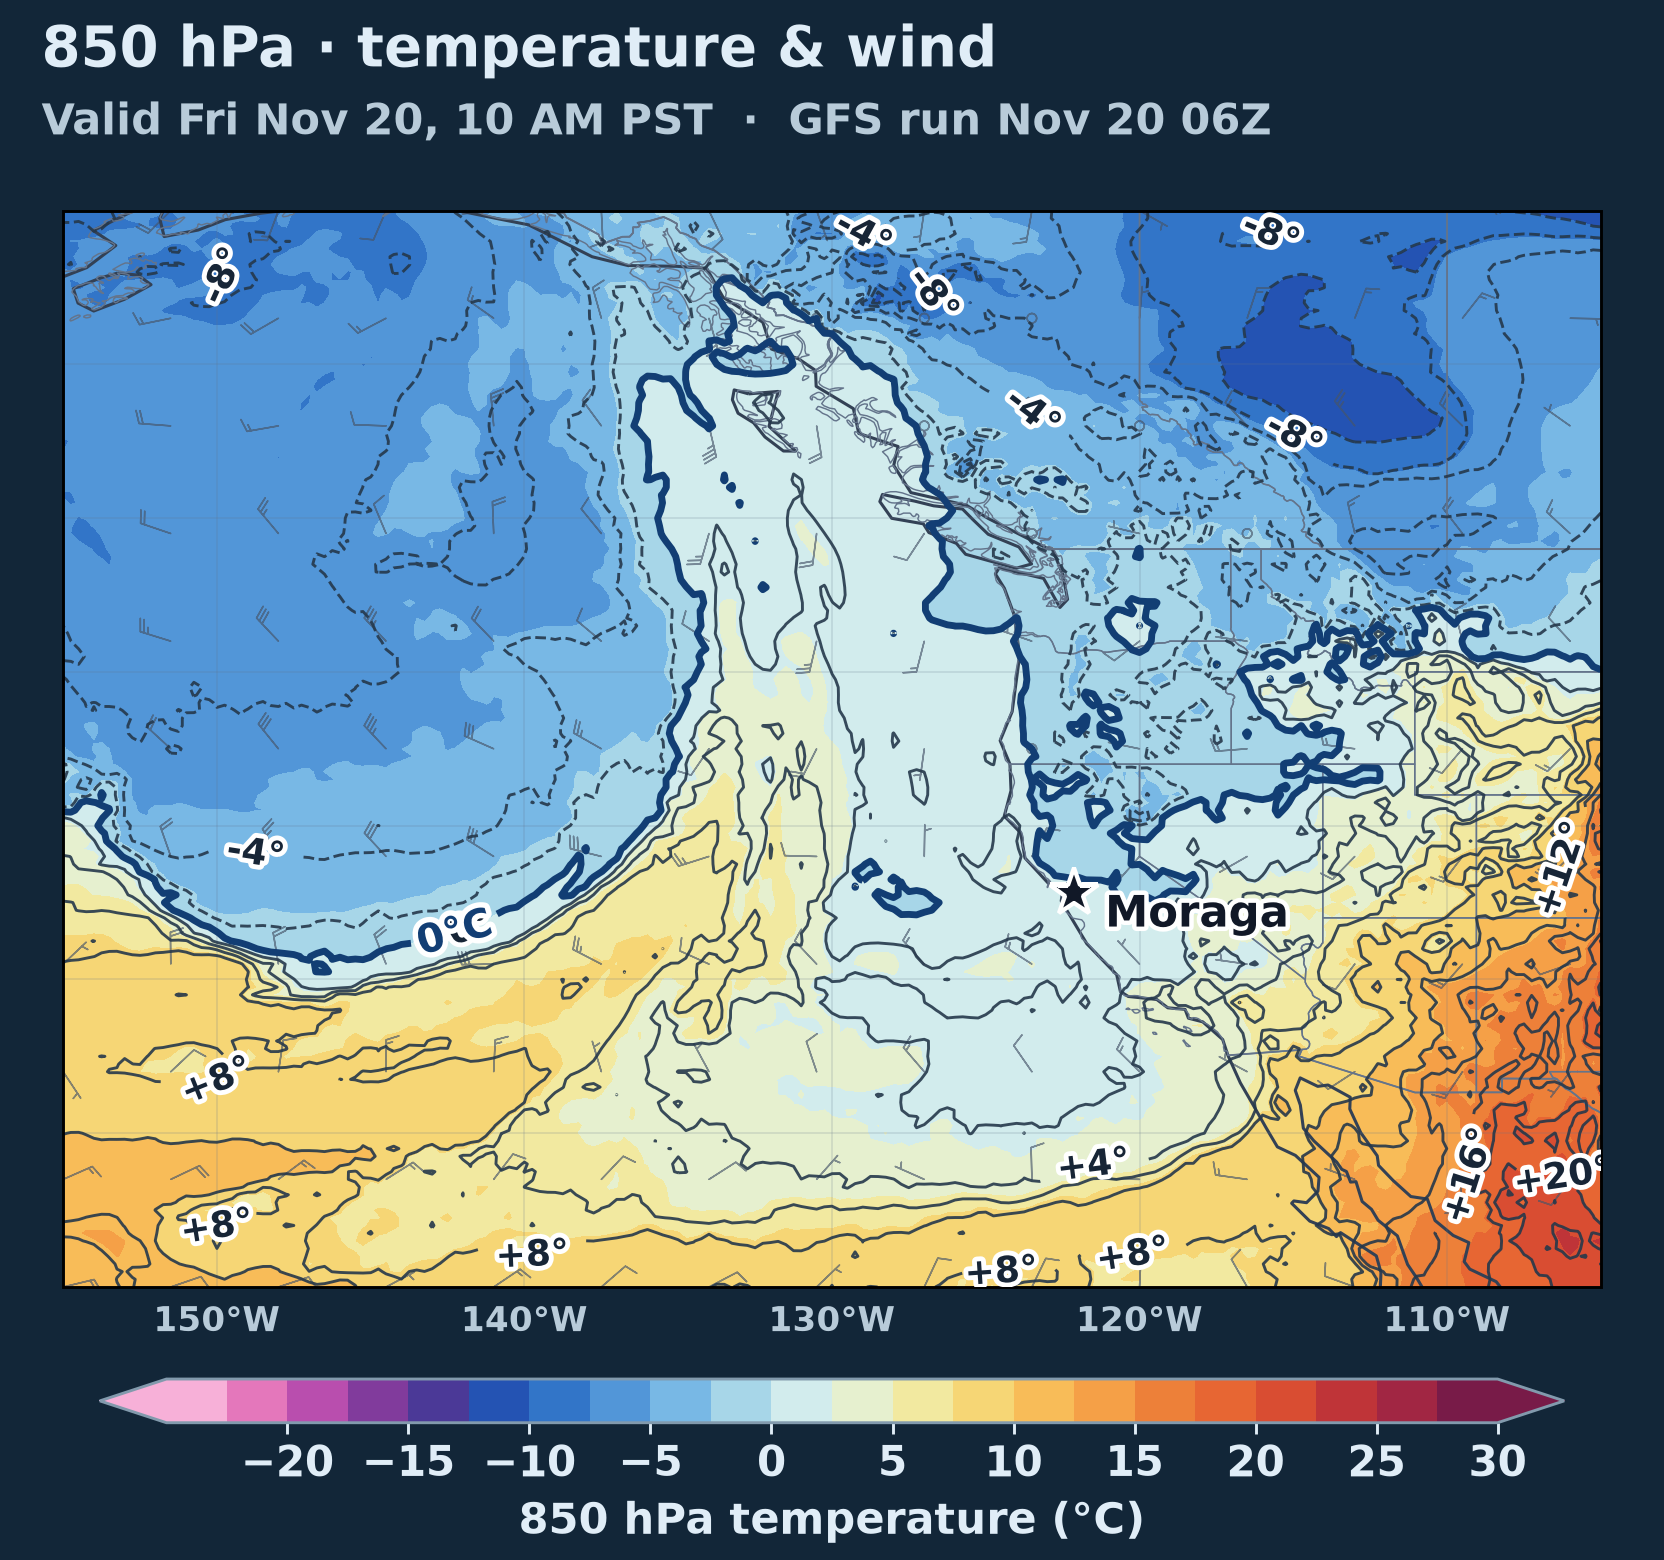 850 hPa · temperature & wind
Valid Fri Nov 20, 10 AM PST · GFS run Nov 20 06Z
-4°
-8°
-8°
-8°
-4°
-8°
-4°
+12°
0°C
Moraga
+8°
+4°
+16°
+20°
+8°
+8°
+8°
+8°
150°W
140°W
130°W
120°W
110°W
−20
−15
−10
−5
0
5
10
15
20
25
30
850 hPa temperature (°C)